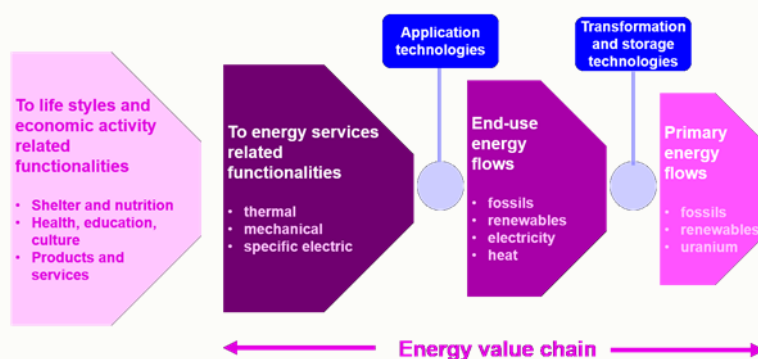 Application
technologies
Transformation
and storage
technologies
To life styles and
economic activity
related
functionalities
• Shelter and nutrition
• Health, education,
culture
• Products and
services
To energy services
related
functionalities
• thermal
• mechanical
• specific electric
End-use
energy
flows
• fossils
• renewables
• electricity
• heat
Primary
energy
flows
• fossils
• renewables
• uranium
Energy value chain